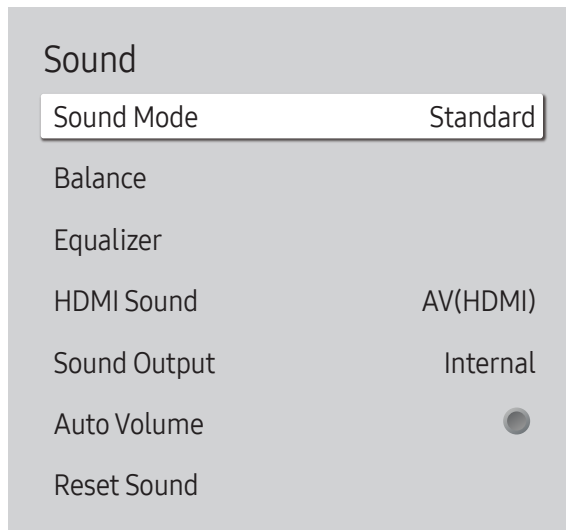 Sound
Sound Mode Standard
Balance
Equalizer
HDMI Sound AV(HDMI)
Sound Output Internal
Auto Volume
Reset Sound